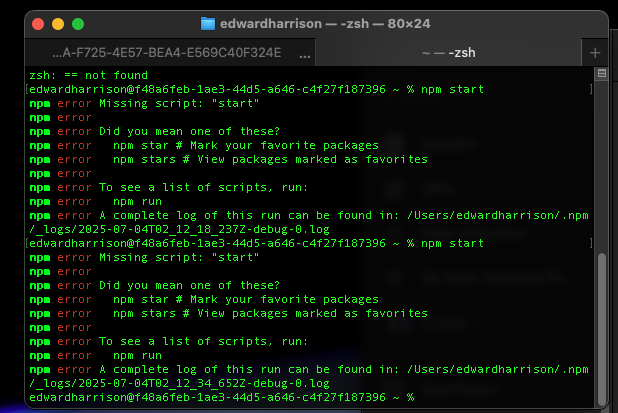 edwardharrison — -zsh — 80×24
...A-F725-4E57-BEA4-E569C40F324E ...
~ — -zsh +
zsh: == not found
[edwardharrison@f48a6feb-1ae3-44d5-a646-c4f27f187396 ~ % npm start ]
npm error Missing script: "start"
npm error
npm error Did you mean one of these?
npm error   npm star # Mark your favorite packages
npm error   npm stars # View packages marked as favorites
npm error
npm error To see a list of scripts, run:
npm error   npm run
npm error A complete log of this run can be found in: /Users/edwardharrison/.npm
/_logs/2025-07-04T02_12_18_237Z-debug-0.log
[edwardharrison@f48a6feb-1ae3-44d5-a646-c4f27f187396 ~ % npm start ]
npm error Missing script: "start"
npm error
npm error Did you mean one of these?
npm error   npm star # Mark your favorite packages
npm error   npm stars # View packages marked as favorites
npm error
npm error To see a list of scripts, run:
npm error   npm run
npm error A complete log of this run can be found in: /Users/edwardharrison/.npm
/_logs/2025-07-04T02_12_34_652Z-debug-0.log
edwardharrison@f48a6feb-1ae3-44d5-a646-c4f27f187396 ~ %